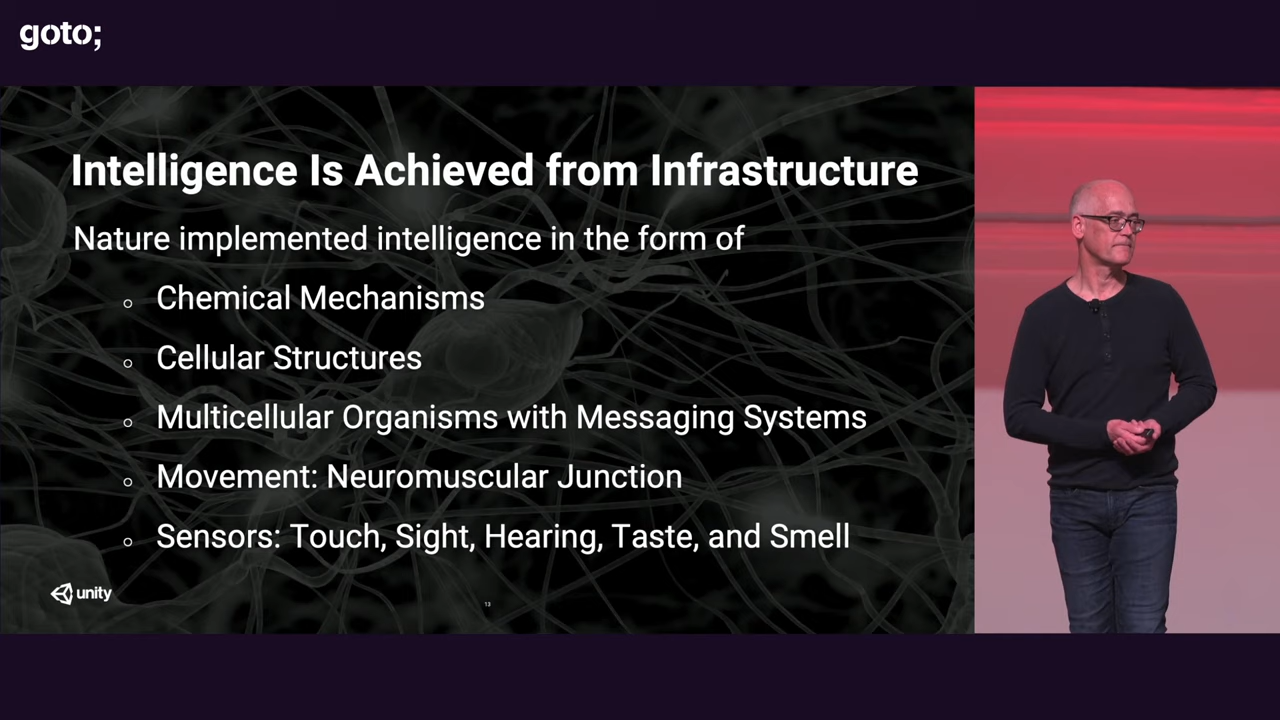 goto;
Intelligence Is Achieved from Infrastructure
Nature implemented intelligence in the form of
Chemical Mechanisms
Cellular Structures
Multicellular Organisms with Messaging Systems
Movement: Neuromuscular Junction
Sensors: Touch, Sight, Hearing, Taste, and Smell
unity
13